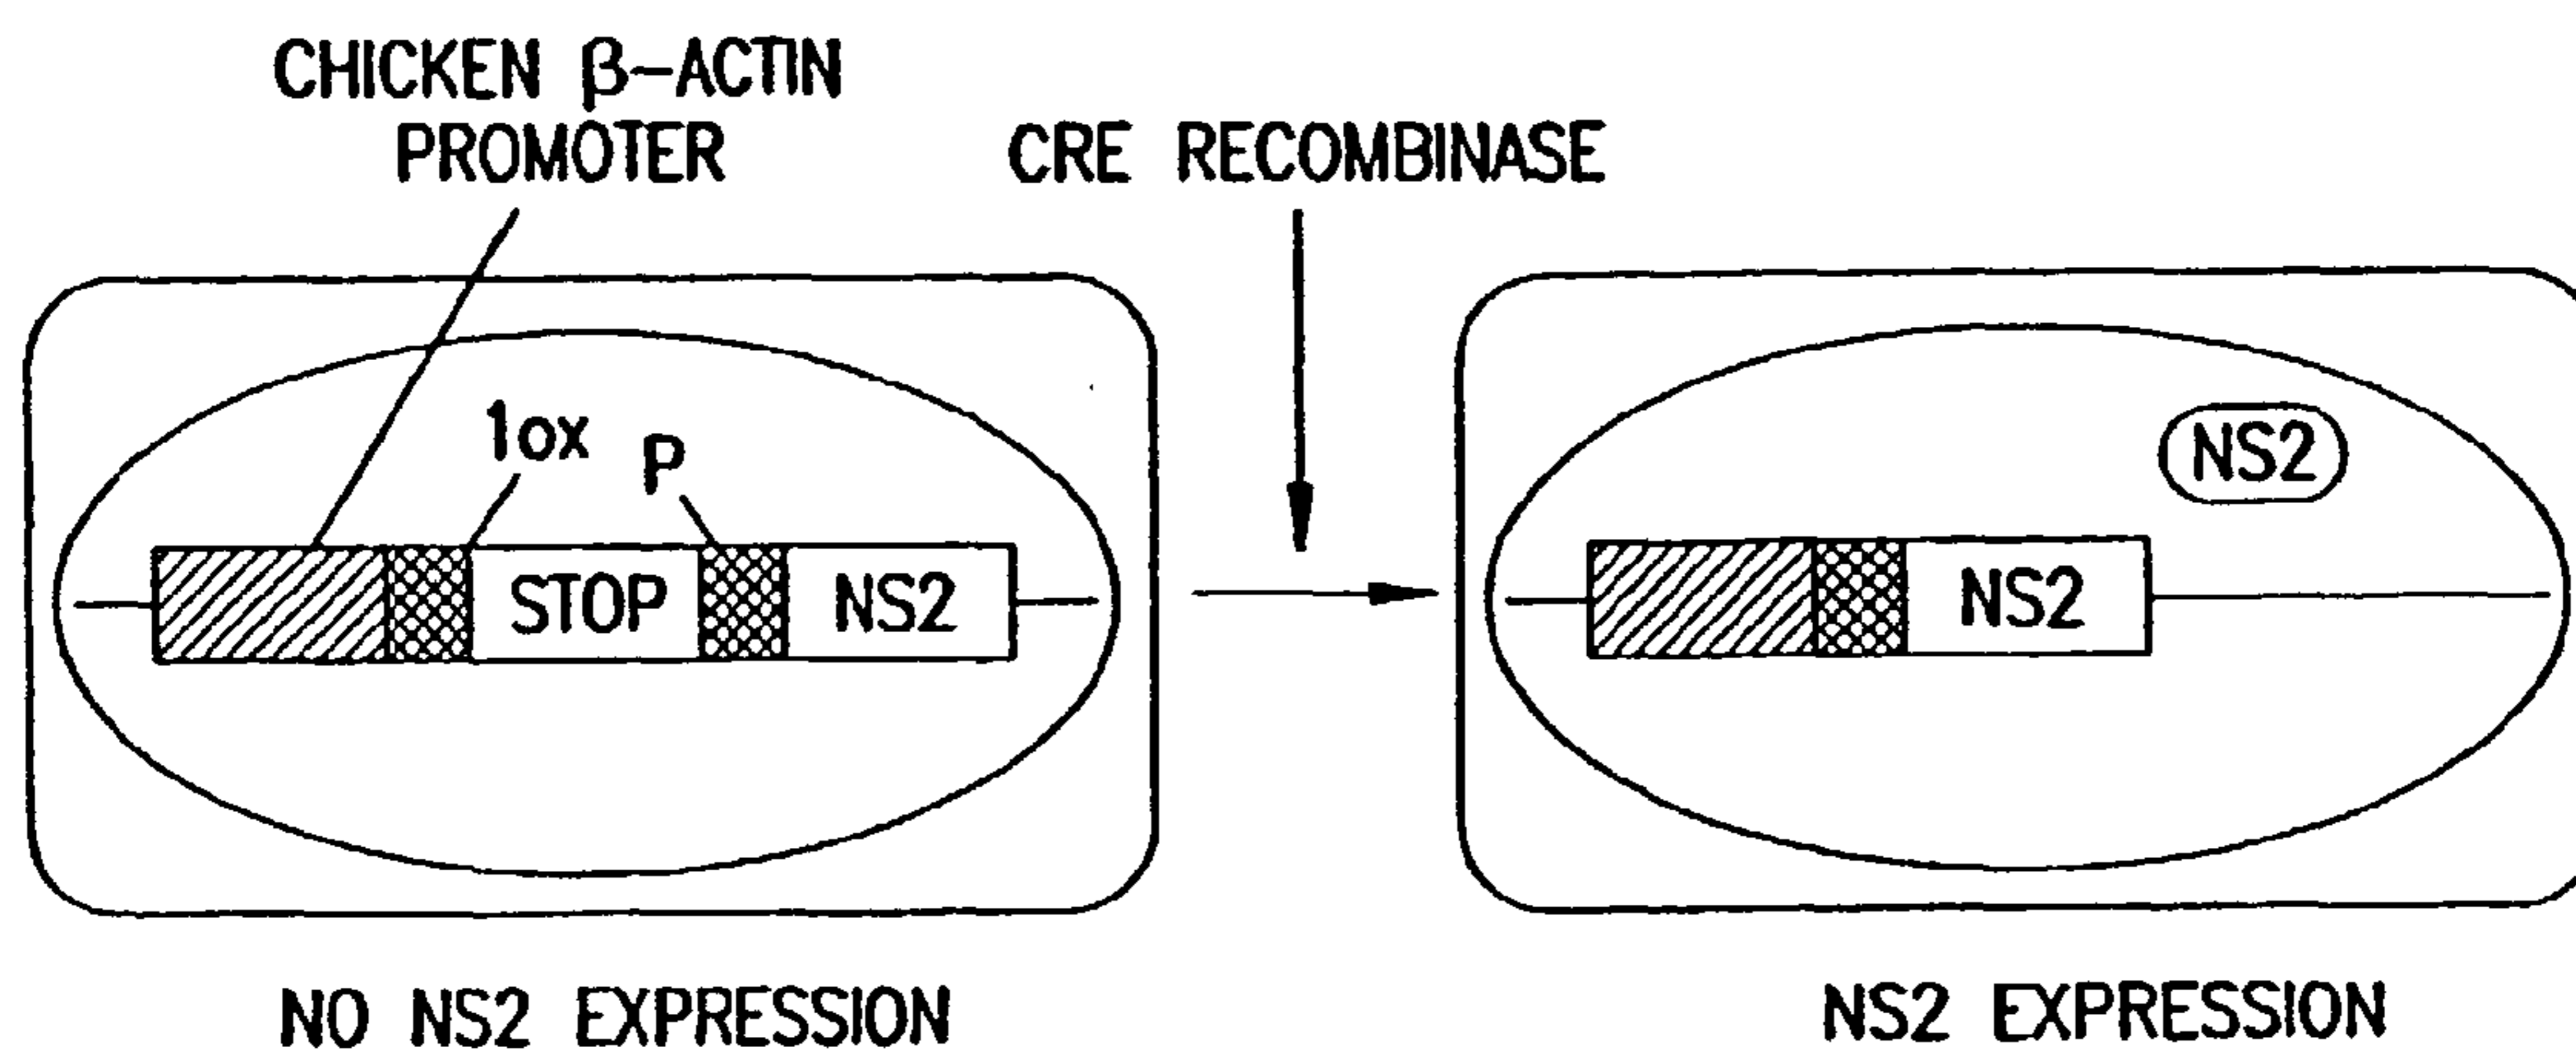 CHICKEN β-ACTIN
PROMOTER
CRE RECOMBINASE
1ox
P
STOP
NS2
NS2
NS2
NO NS2 EXPRESSION
NS2 EXPRESSION